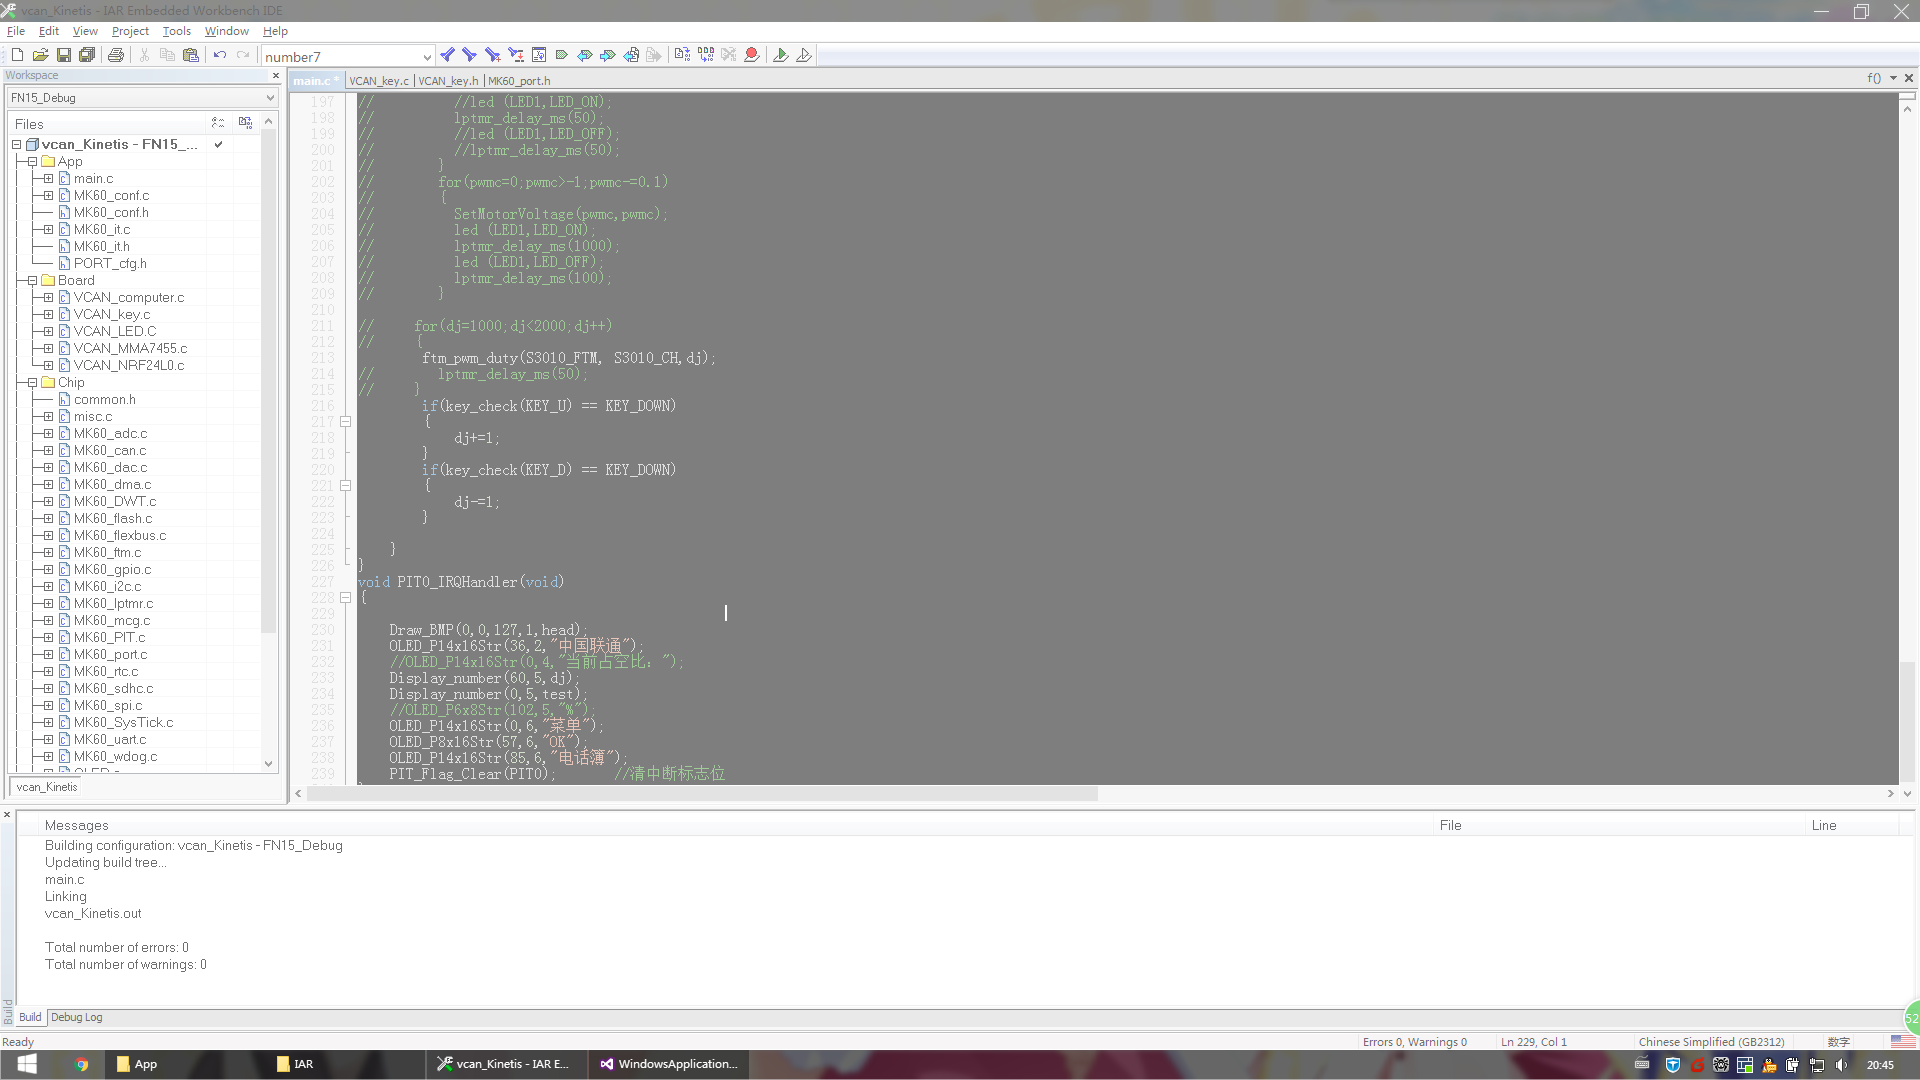 vcan_Kinetis - IAR Embedded Workbench IDE
File Edit View Project Tools Window Help
number7
Workspace
FN15_Debug
Files
vcan_Kinetis - FN15_...
App
main.c
MK60_conf.c
MK60_conf.h
MK60_it.c
MK60_it.h
PORT_cfg.h
Board
VCAN_computer.c
VCAN_key.c
VCAN_LED.C
VCAN_MMA7455.c
VCAN_NRF24L0.c
Chip
common.h
misc.c
MK60_adc.c
MK60_can.c
MK60_dac.c
MK60_dma.c
MK60_DWT.c
MK60_flash.c
MK60_flexbus.c
MK60_ftm.c
MK60_gpio.c
MK60_i2c.c
MK60_lptmr.c
MK60_mcg.c
MK60_PIT.c
MK60_port.c
MK60_rtc.c
MK60_sdhc.c
MK60_spi.c
MK60_SysTick.c
MK60_uart.c
MK60_wdog.c
vcan_Kinetis
main.c * VCAN_key.c VCAN_key.h MK60_port.h
f()
197 // //led (LED1,LED_ON);
198 // lptmr_delay_ms(50);
199 // //led (LED1,LED_OFF);
200 // //lptmr_delay_ms(50);
201 // }
202 // for(pwmc=0;pwmc>-1;pwmc-=0.1)
203 // {
204 // SetMotorVoltage(pwmc,pwmc);
205 // led (LED1,LED_ON);
206 // lptmr_delay_ms(1000);
207 // led (LED1,LED_OFF);
208 // lptmr_delay_ms(100);
209 // }
210
211 // for(dj=1000;dj<2000;dj++)
212 // {
213 ftm_pwm_duty(S3010_FTM, S3010_CH,dj);
214 // lptmr_delay_ms(50);
215 // }
216 if(key_check(KEY_U) == KEY_DOWN)
217 {
218 dj+=1;
219 }
220 if(key_check(KEY_D) == KEY_DOWN)
221 {
222 dj-=1;
223 }
224
225 }
226 }
227 void PIT0_IRQHandler(void)
228 {
229
230 Draw_BMP(0,0,127,1,head);
231 OLED_P14x16Str(36,2,"中国联通");
232 //OLED_P14x16Str(0,4,"当前占空比：");
233 Display_number(60,5,dj);
234 Display_number(0,5,test);
235 //OLED_P6x8Str(102,5,"%");
236 OLED_P14x16Str(0,6,"菜单");
237 OLED_P8x16Str(57,6,"OK");
238 OLED_P14x16Str(85,6,"电话簿");
239 PIT_Flag_Clear(PIT0); //清中断标志位
Messages File Line
Building configuration: vcan_Kinetis - FN15_Debug
Updating build tree...
main.c
Linking
vcan_Kinetis.out
Total number of errors: 0
Total number of warnings: 0
Build
Build Debug Log
52
Ready Errors 0, Warnings 0 Ln 229, Col 1 Chinese Simplified (GB2312) 数字
App IAR vcan_Kinetis - IAR E... WindowsApplication... 20:45